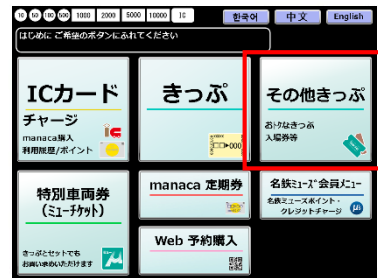 10 50 100 500 1000 2000 5000 10000 IC 한국어 中文 English
はじめに ご希望のボタンにふれてください
ICカード
チャージ
manaca購入
利用履歴/ポイント
きっぷ
その他きっぷ
おトクなきっぷ
入場券等
特別車両券
(ミューチケット)
きっぷとセットでも
お買い求めいただけます
manaca 定期券
名鉄ミューズ会員メニュー
名鉄ミューズポイント・
クレジットチャージ
Web 予約購入